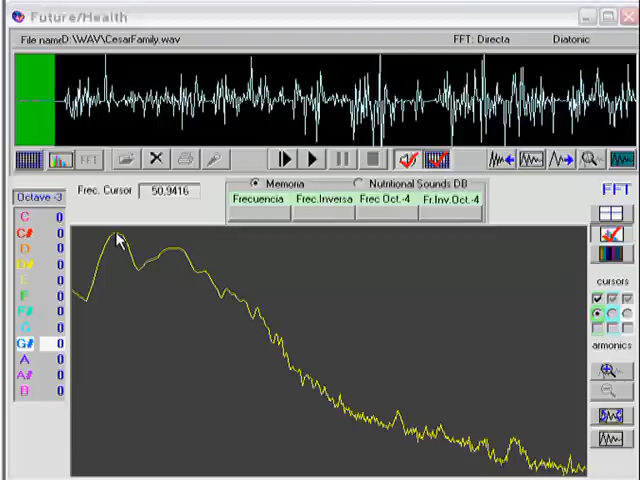 Future/Health
File nameD:\WAV\CesarFamily.wav
FFT: Directa
Diatonic
FFT
Frec. Cursor
50,9416
Memoria
Nutritional Sounds DB
Frecuencia
Frec.Inversa
Frec Oct.-4
Fr.Inv.Oct.-4
FFT
Octave -3
C 0
C# 0
D 0
D# 0
E 0
F 0
F# 0
G 0
G# 0
A 0
A# 0
B 0
cursors
armonics